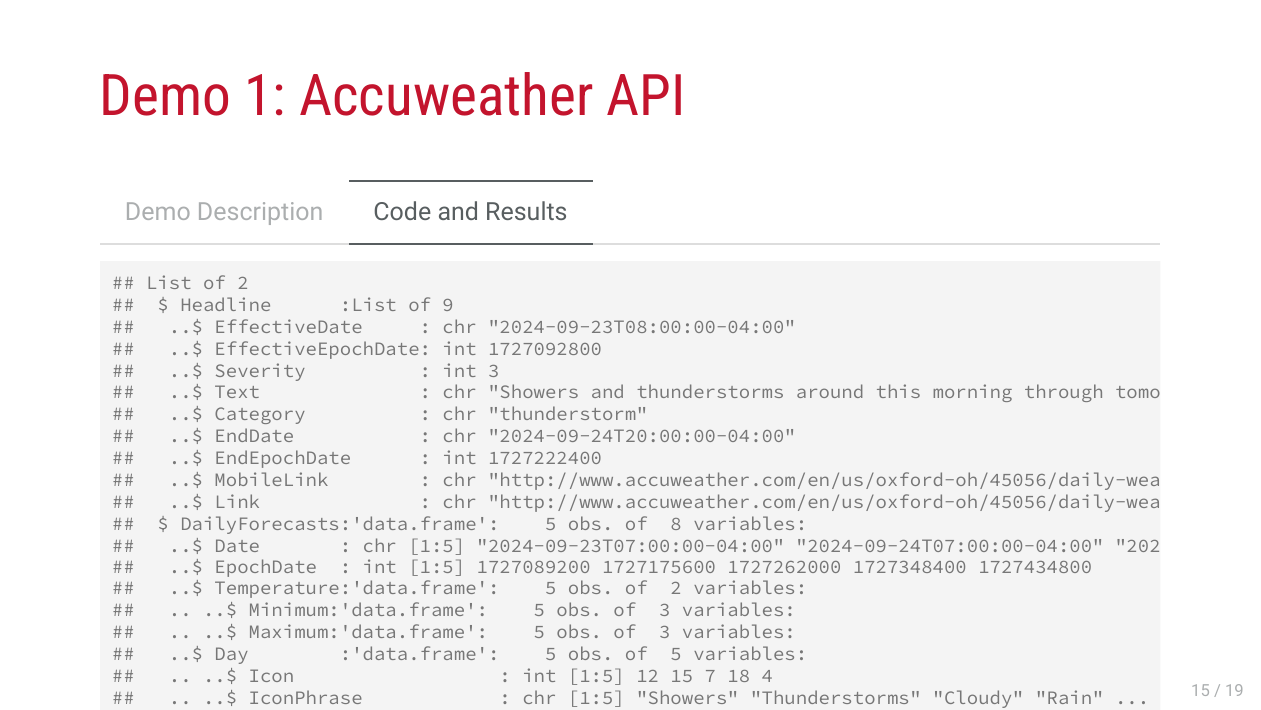 Demo 1: Accuweather API
Demo Description
Code and Results
## List of 2
##  $ Headline      :List of 9
##   ..$ EffectiveDate     : chr "2024-09-23T08:00:00-04:00"
##   ..$ EffectiveEpochDate: int 1727092800
##   ..$ Severity          : int 3
##   ..$ Text              : chr "Showers and thunderstorms around this morning through tomo
##   ..$ Category          : chr "thunderstorm"
##   ..$ EndDate           : chr "2024-09-24T20:00:00-04:00"
##   ..$ EndEpochDate      : int 1727222400
##   ..$ MobileLink        : chr "http://www.accuweather.com/en/us/oxford-oh/45056/daily-wea
##   ..$ Link              : chr "http://www.accuweather.com/en/us/oxford-oh/45056/daily-wea
##  $ DailyForecasts:'data.frame':    5 obs. of  8 variables:
##   ..$ Date       : chr [1:5] "2024-09-23T07:00:00-04:00" "2024-09-24T07:00:00-04:00" "202
##   ..$ EpochDate  : int [1:5] 1727089200 1727175600 1727262000 1727348400 1727434800
##   ..$ Temperature:'data.frame':    5 obs. of  2 variables:
##   .. ..$ Minimum:'data.frame':    5 obs. of  3 variables:
##   .. ..$ Maximum:'data.frame':    5 obs. of  3 variables:
##   ..$ Day        :'data.frame':    5 obs. of  5 variables:
##   .. ..$ Icon           : int [1:5] 12 15 7 18 4
##   .. ..$ IconPhrase     : chr [1:5] "Showers" "Thunderstorms" "Cloudy" "Rain" ...
15 / 19